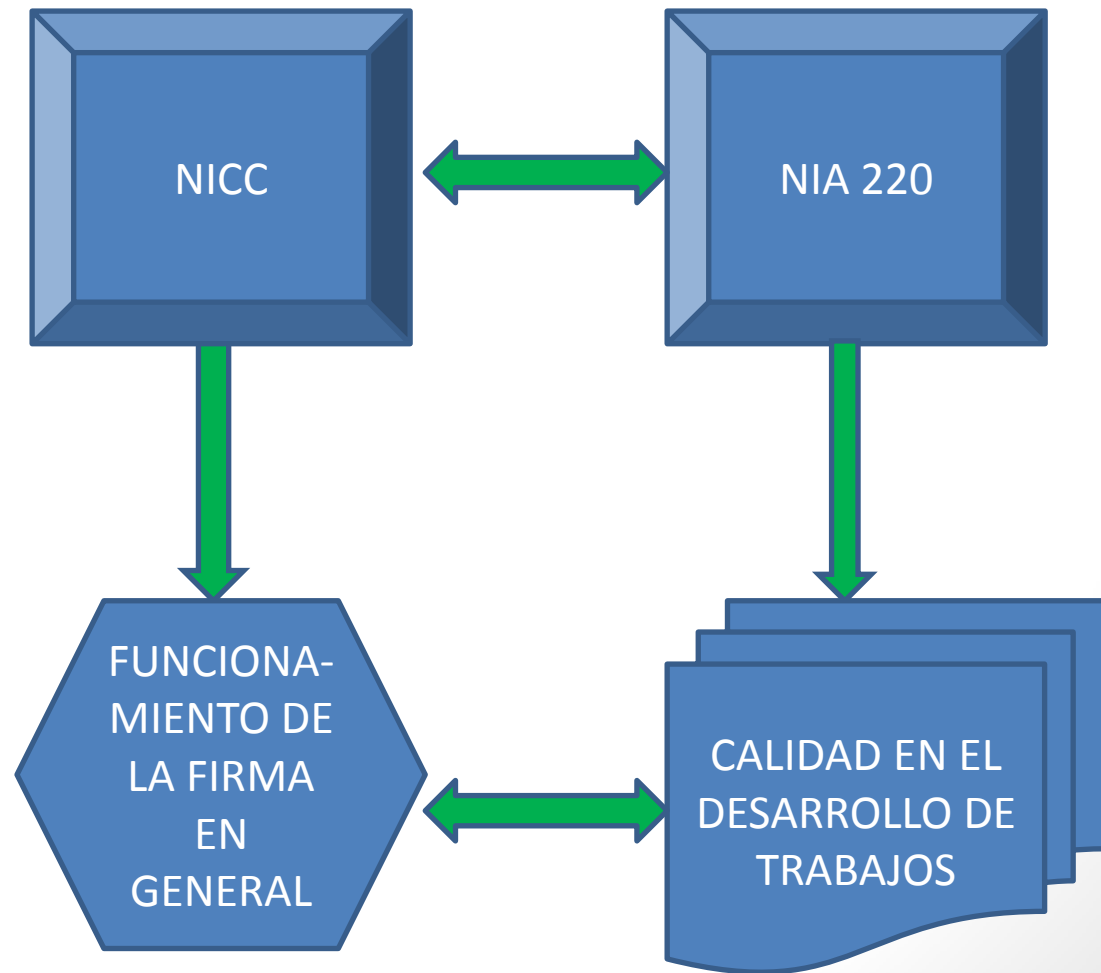 NICC
NIA 220
FUNCIONA-
MIENTO DE
LA FIRMA
EN
GENERAL
CALIDAD EN EL
DESARROLLO DE
TRABAJOS